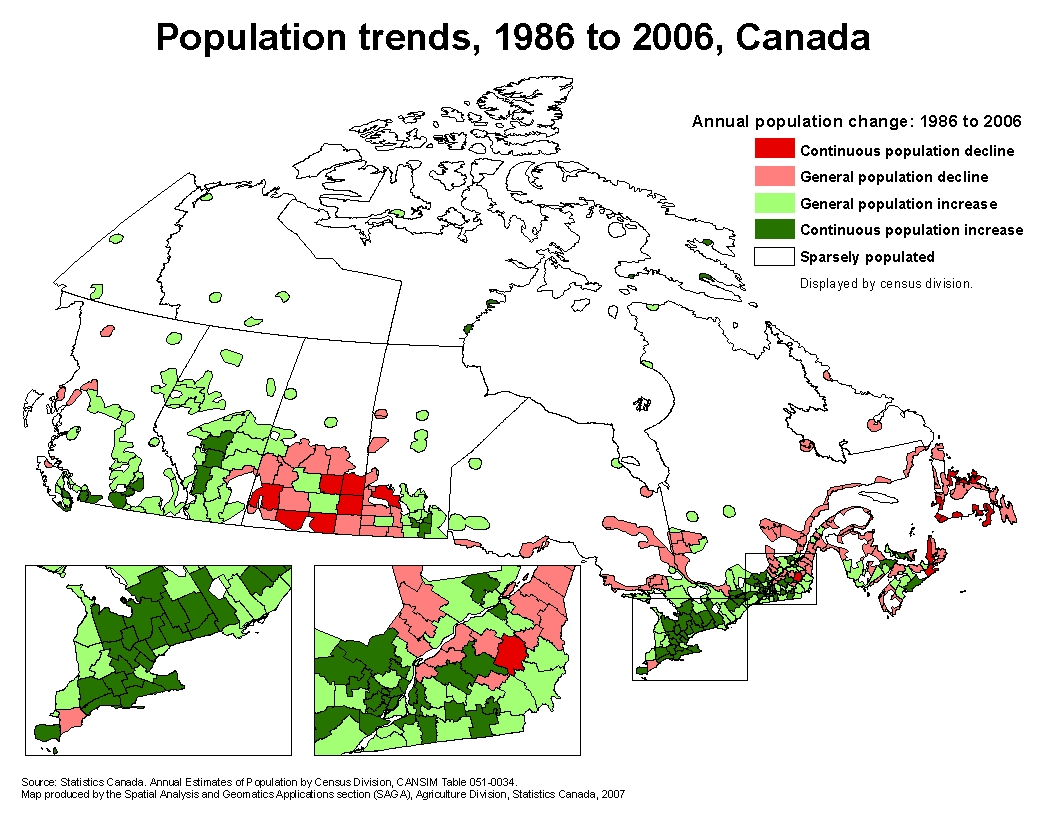 Population trends, 1986 to 2006, Canada
Annual population change: 1986 to 2006
Continuous population decline
General population decline
General population increase
Continuous population increase
Sparsely populated
Displayed by census division.
Source: Statistics Canada. Annual Estimates of Population by Census Division, CANSIM Table 051-0034.
Map produced by the Spatial Analysis and Geomatics Applications section (SAGA), Agriculture Division, Statistics Canada, 2007